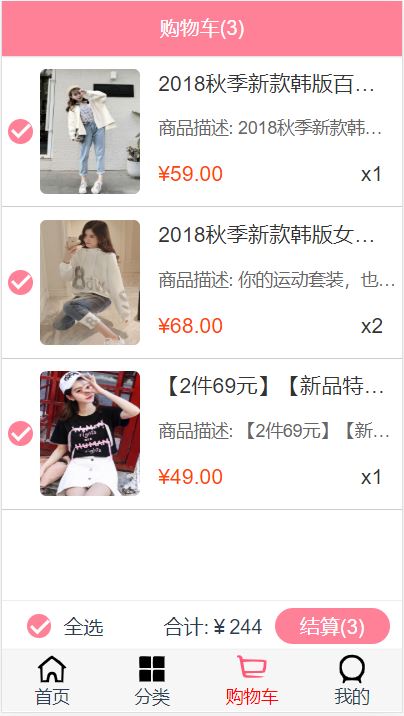 购物车(3)
2018秋季新款韩版百...
商品描述: 2018秋季新款韩...
¥59.00 x1
2018秋季新款韩版女...
商品描述: 你的运动套装，也...
¥68.00 x2
【2件69元】【新品特...
商品描述: 【2件69元】【新...
¥49.00 x1
全选 合计: ¥ 244 结算(3)
首页 分类 购物车 我的